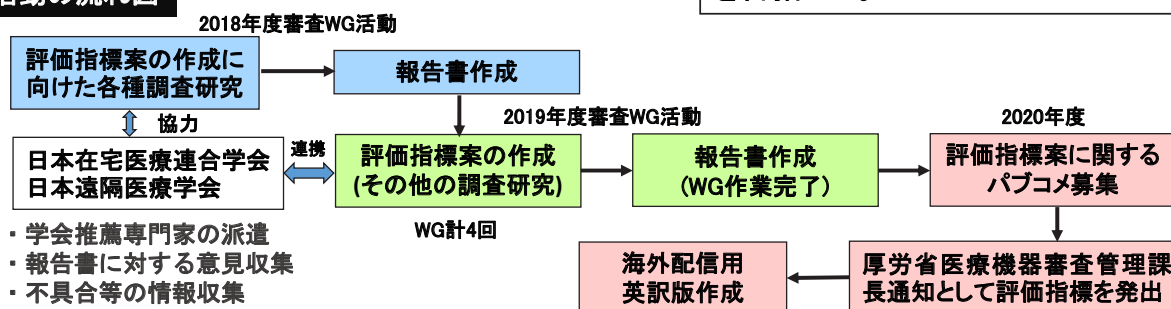 活動の流れ図
2018年度審査WG活動
評価指標案の作成に
向けた各種調査研究
報告書作成
協力
2019年度審査WG活動
2020年度
日本在宅医療連合学会
日本遠隔医療学会
連携
評価指標案の作成
(その他の調査研究)
報告書作成
(WG作業完了)
評価指標案に関する
パブコメ募集
WG計4回
・学会推薦専門家の派遣
・報告書に対する意見収集
・不具合等の情報収集
海外配信用
英訳版作成
厚労省医療機器審査管理課
長通知として評価指標を発出